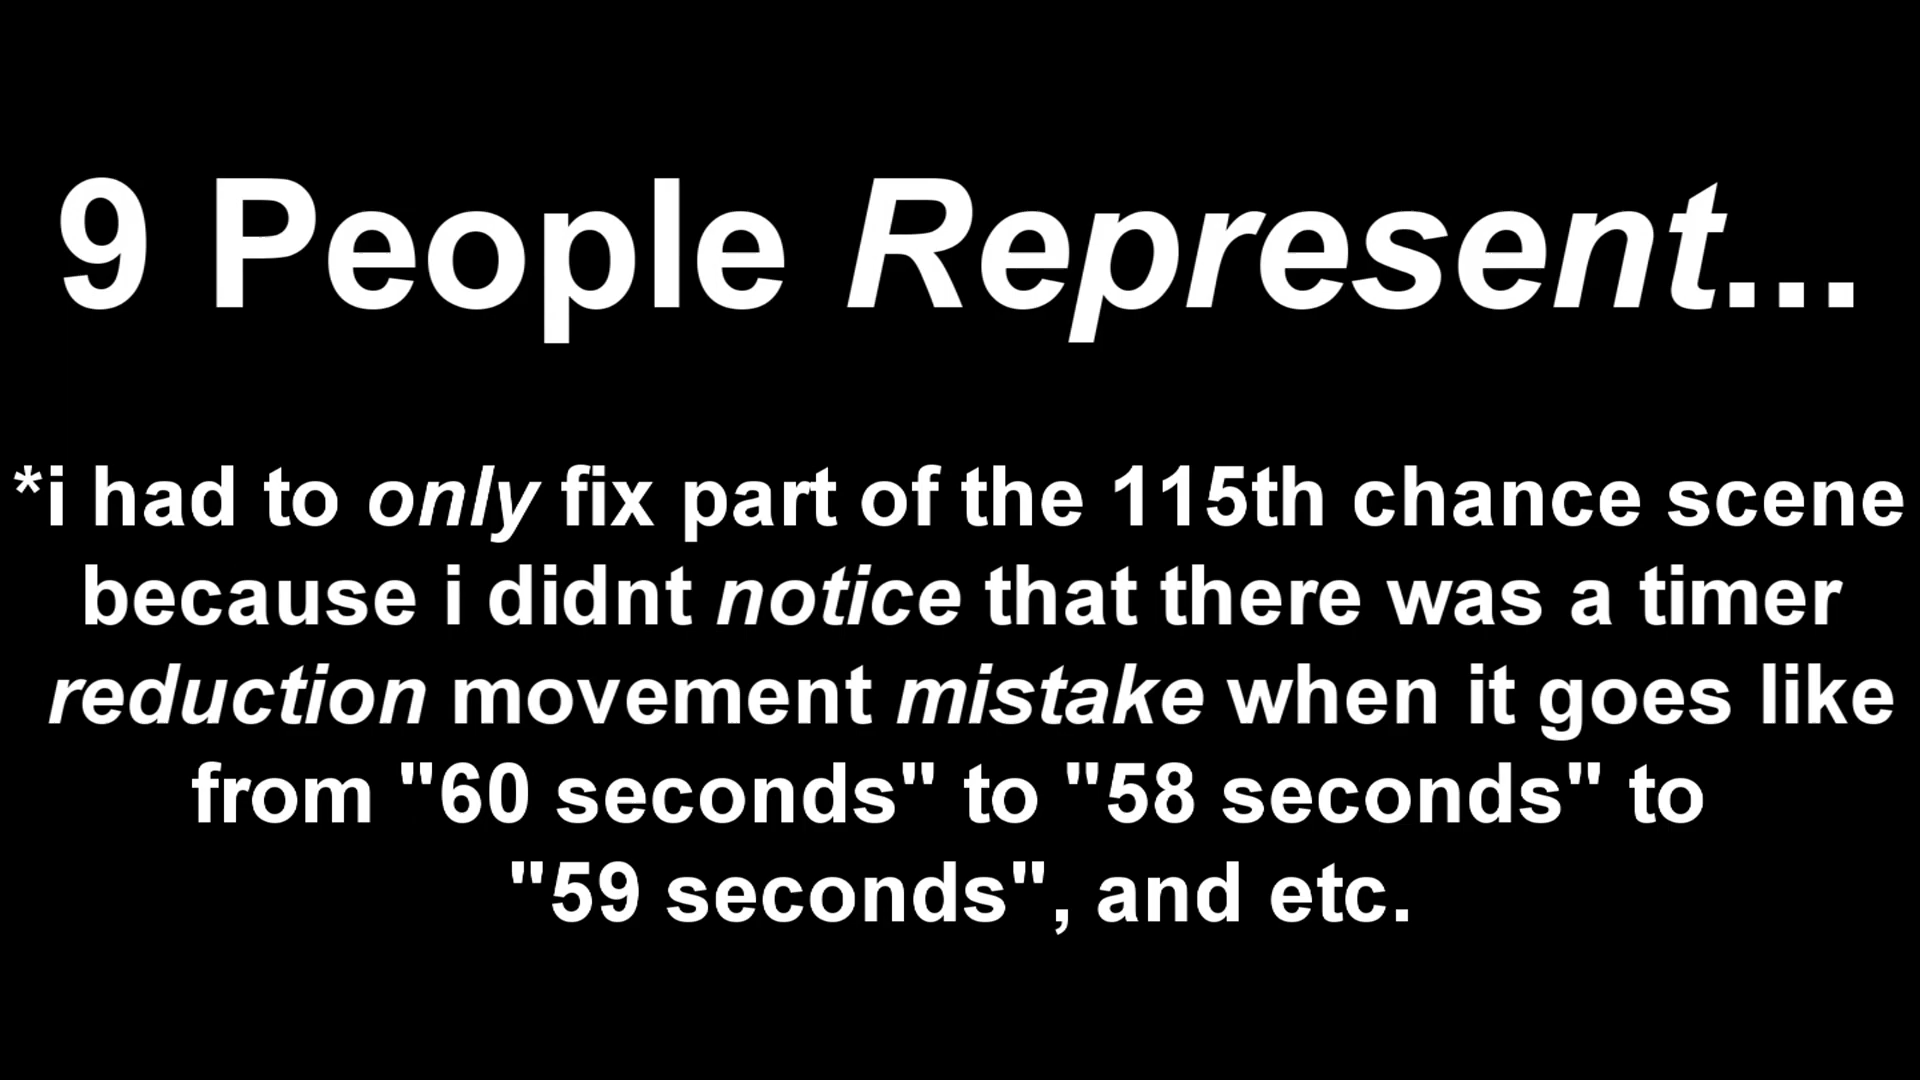 9 People Represent...
*i had to only fix part of the 115th chance scene
because i didnt notice that there was a timer
reduction movement mistake when it goes like
from "60 seconds" to "58 seconds" to
"59 seconds", and etc.